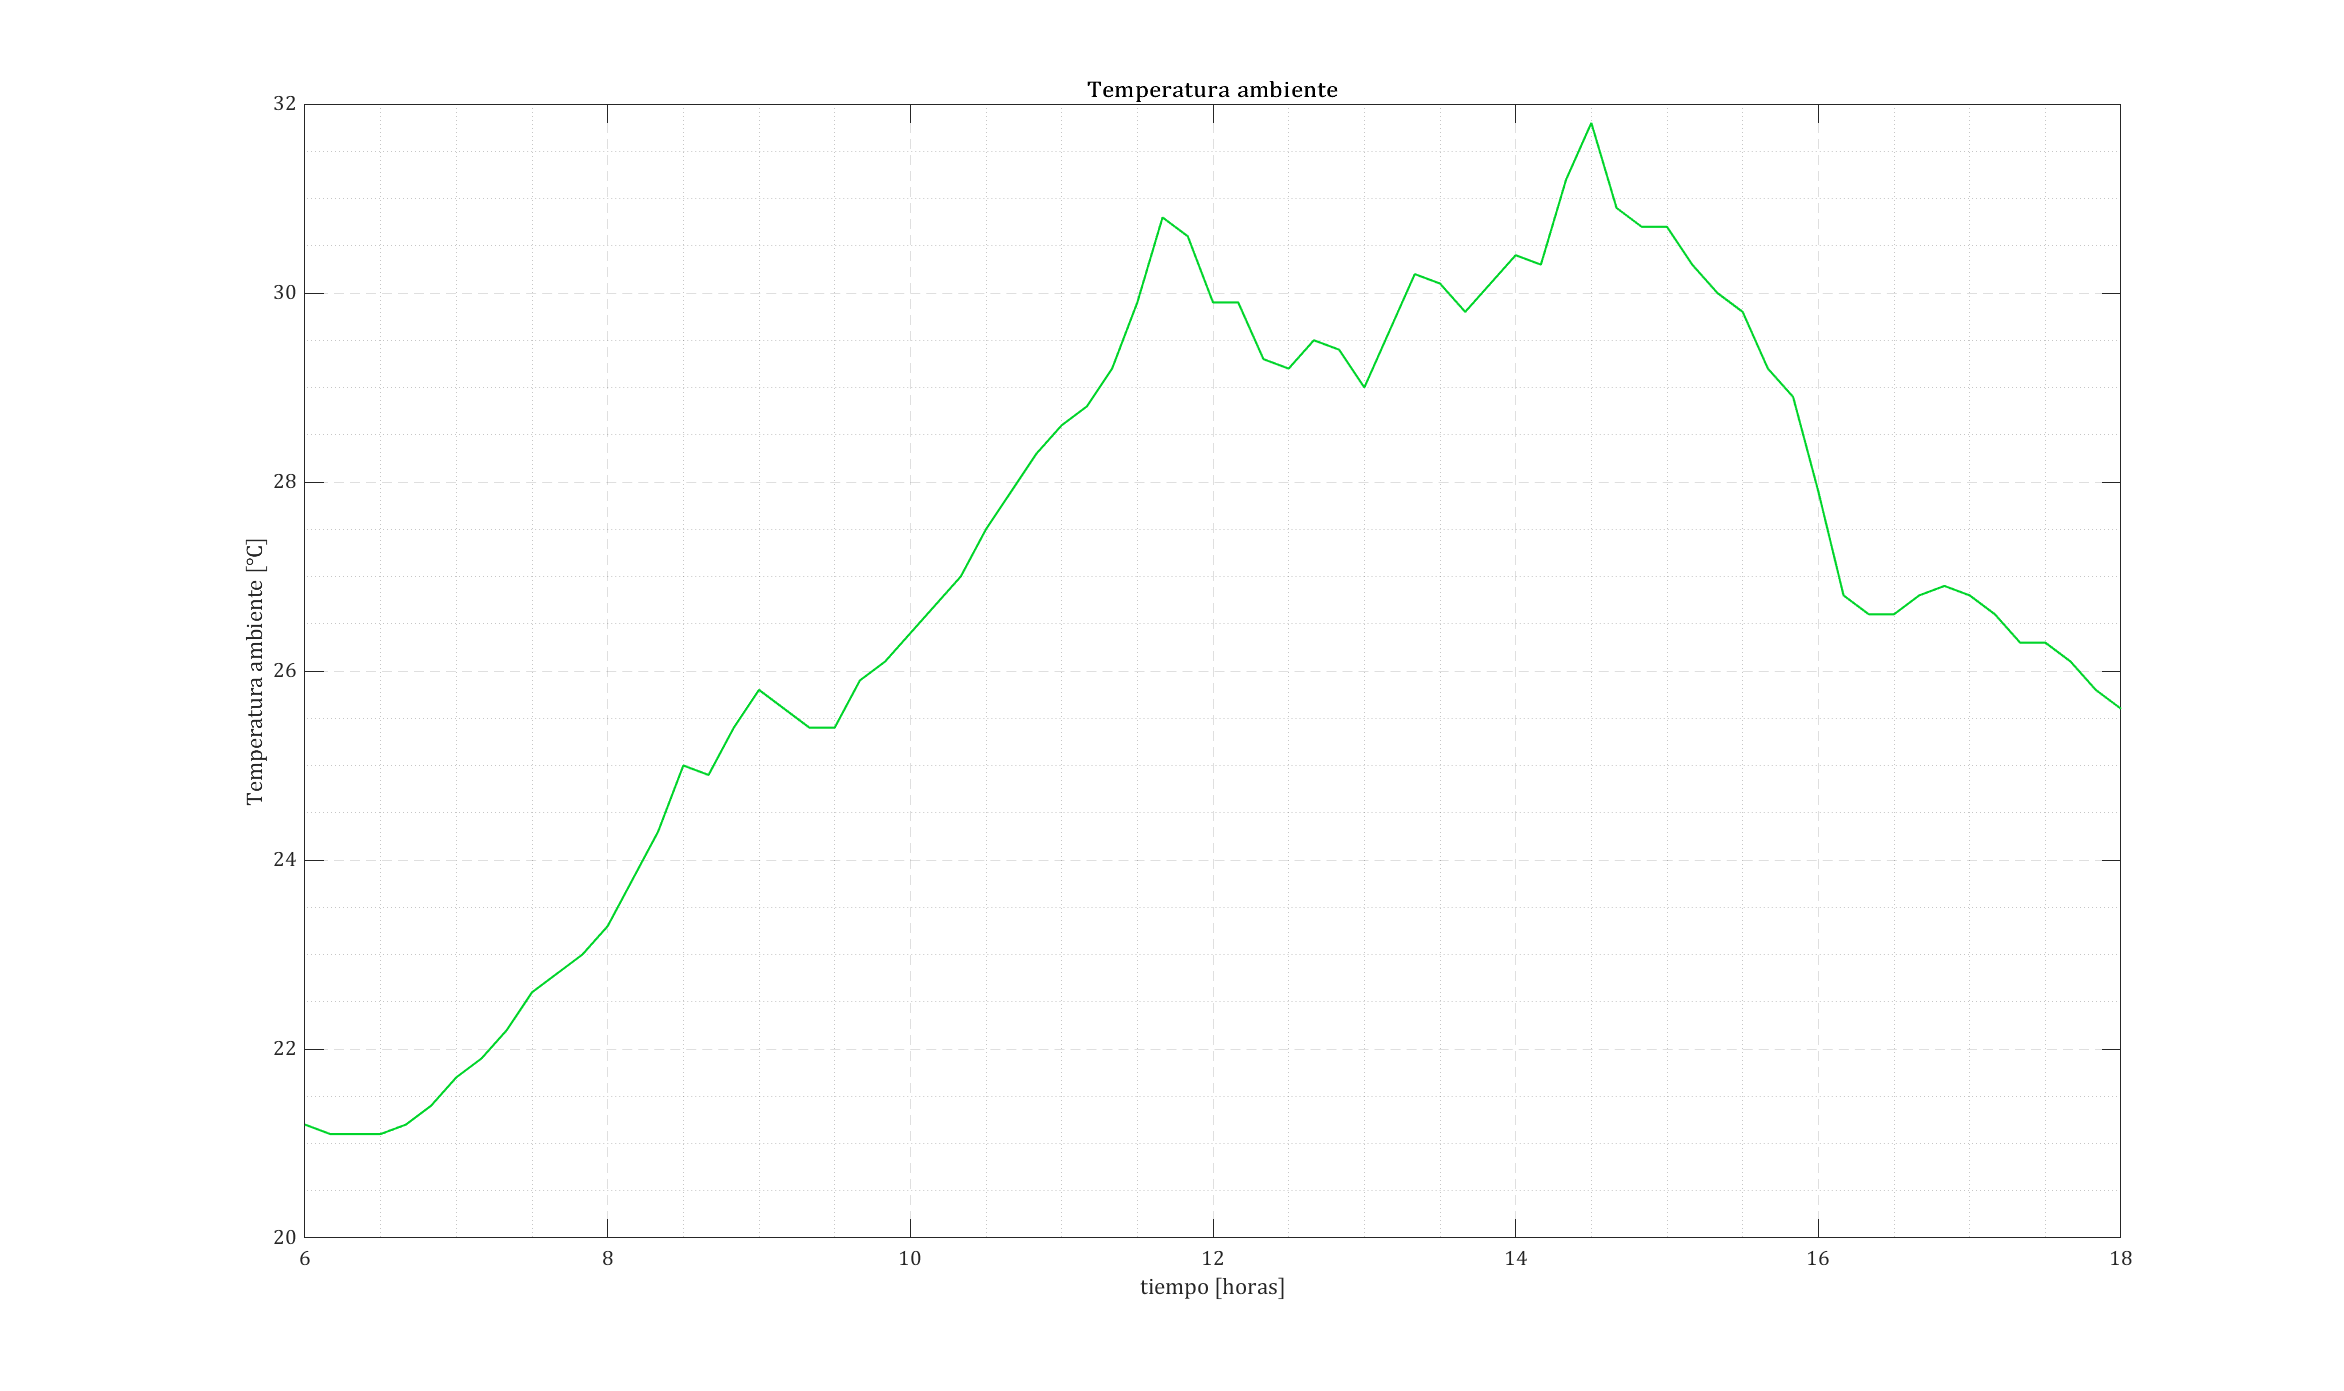 Temperatura ambiente
32
30
28
26
24
22
20
Temperatura ambiente [°C]
6 8 10 12 14 16 18
tiempo [horas]